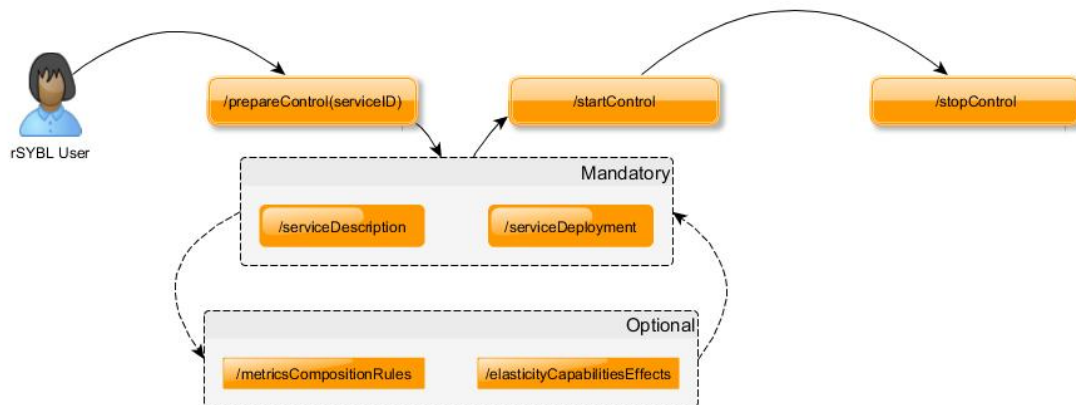 /prepareControl(serviceID)
/startControl
/stopControl
rSYBL User
Mandatory
/serviceDescription
/serviceDeployment
Optional
/metricsCompositionRules
/elasticityCapabilitiesEffects